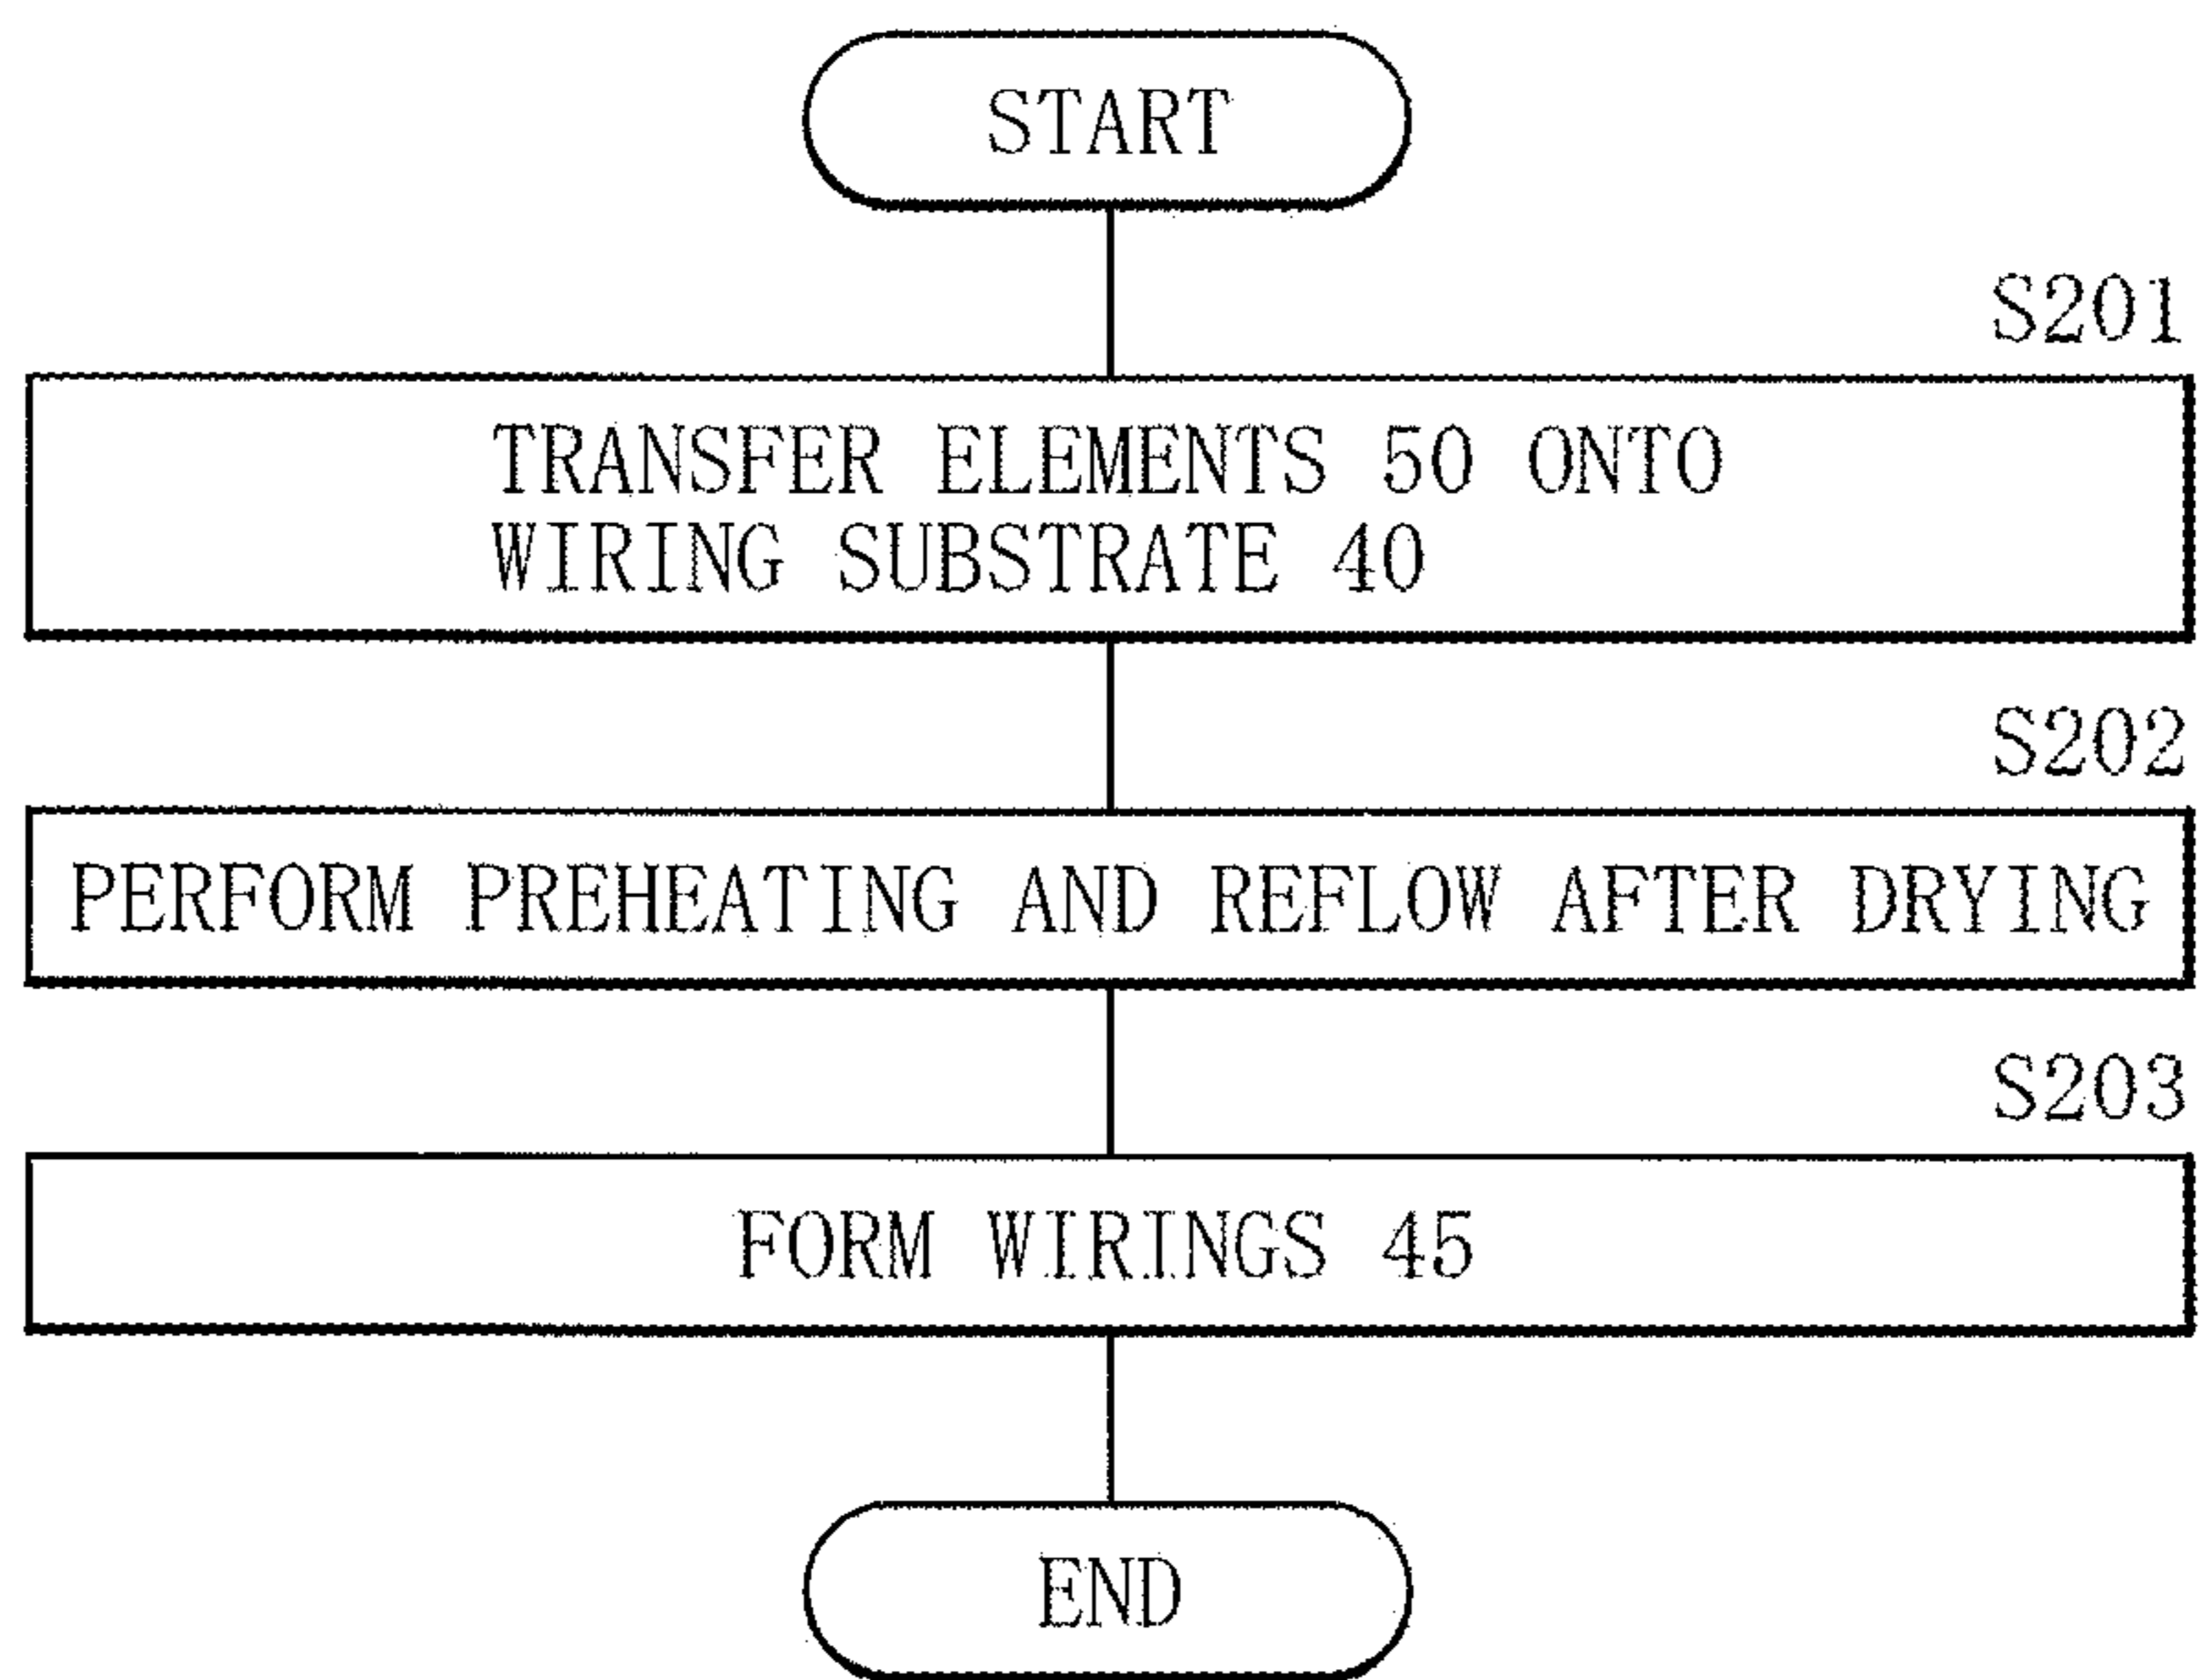 START
S201
TRANSFER ELEMENTS 50 ONTO
WIRING SUBSTRATE 40
S202
PERFORM PREHEATING AND REFLOW AFTER DRYING
S203
FORM WIRINGS 45
END